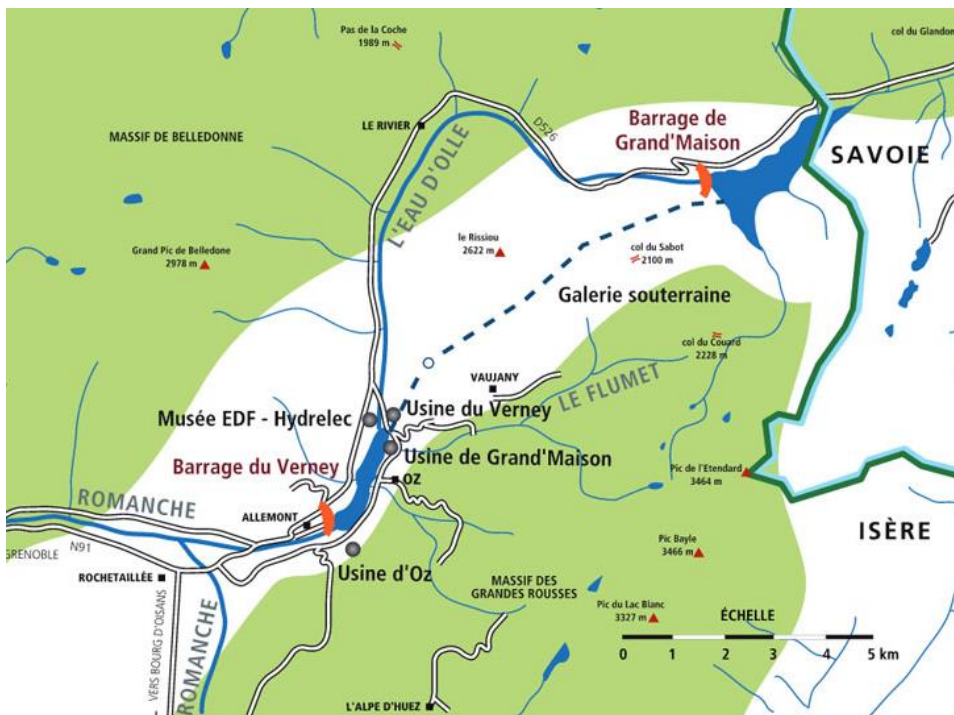 Pas de la Coche
1989 m
col du Glandon
MASSIF DE BELLEDONNE
LE RIVIER
D526
Barrage de
Grand'Maison
SAVOIE
L'EAU D'OLLE
Grand Pic de Belledone
2978 m
le Rissiou
2622 m
col du Sabot
2100 m
Galerie souterraine
col du Couard
2228 m
VAUJANY
LE FLUMET
Musée EDF - Hydrelec
Usine du Verney
Usine de Grand'Maison
Barrage du Verney
OZ
Pic de l'Etendard
3464 m
ROMANCHE
ALLEMONT
GRENOBLE
N91
ISÈRE
Pic Bayle
3466 m
ROCHETAILLÉE
Usine d'Oz
MASSIF DES
GRANDES ROUSSES
Pic du Lac Blanc
3327 m
ÉCHELLE
0 1 2 3 4 5 km
VERS BOURG D'OISANS
ROMANCHE
L'ALPE D'HUEZ